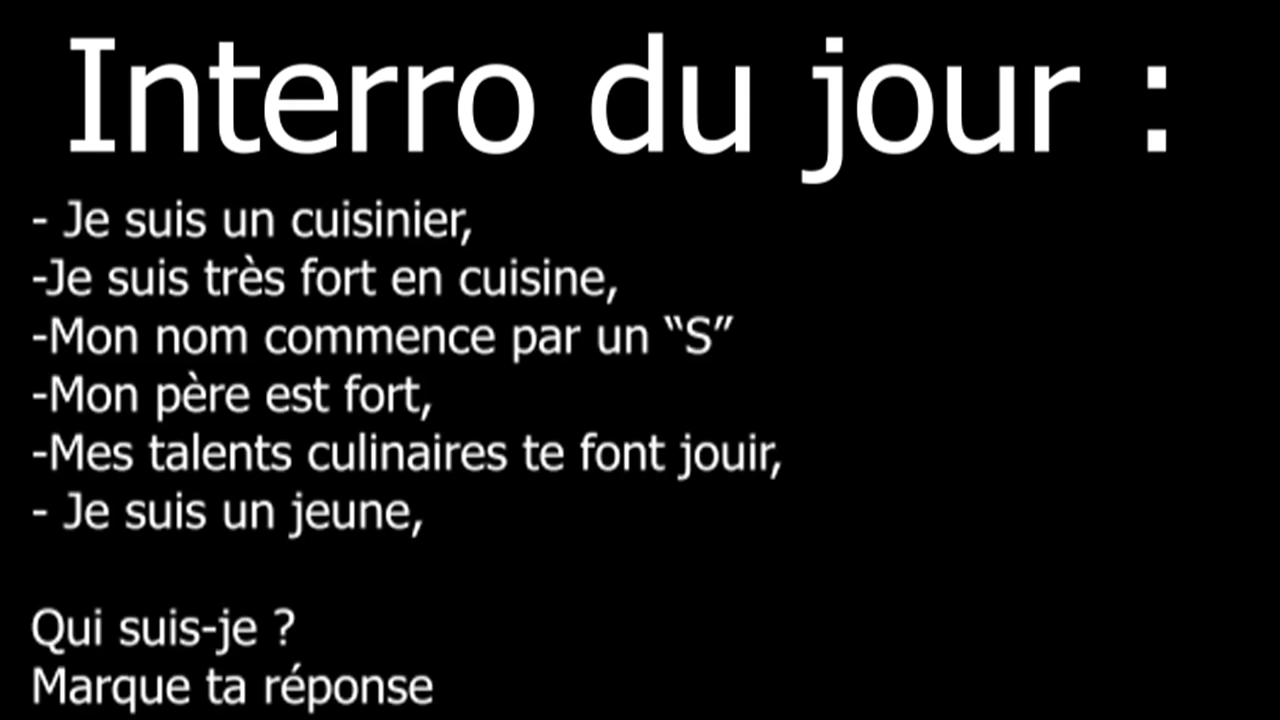 Interro du jour :
- Je suis un cuisinier,
-Je suis très fort en cuisine,
-Mon nom commence par un “S”
-Mon père est fort,
-Mes talents culinaires te font jouir,
- Je suis un jeune,
Qui suis-je ?
Marque ta réponse